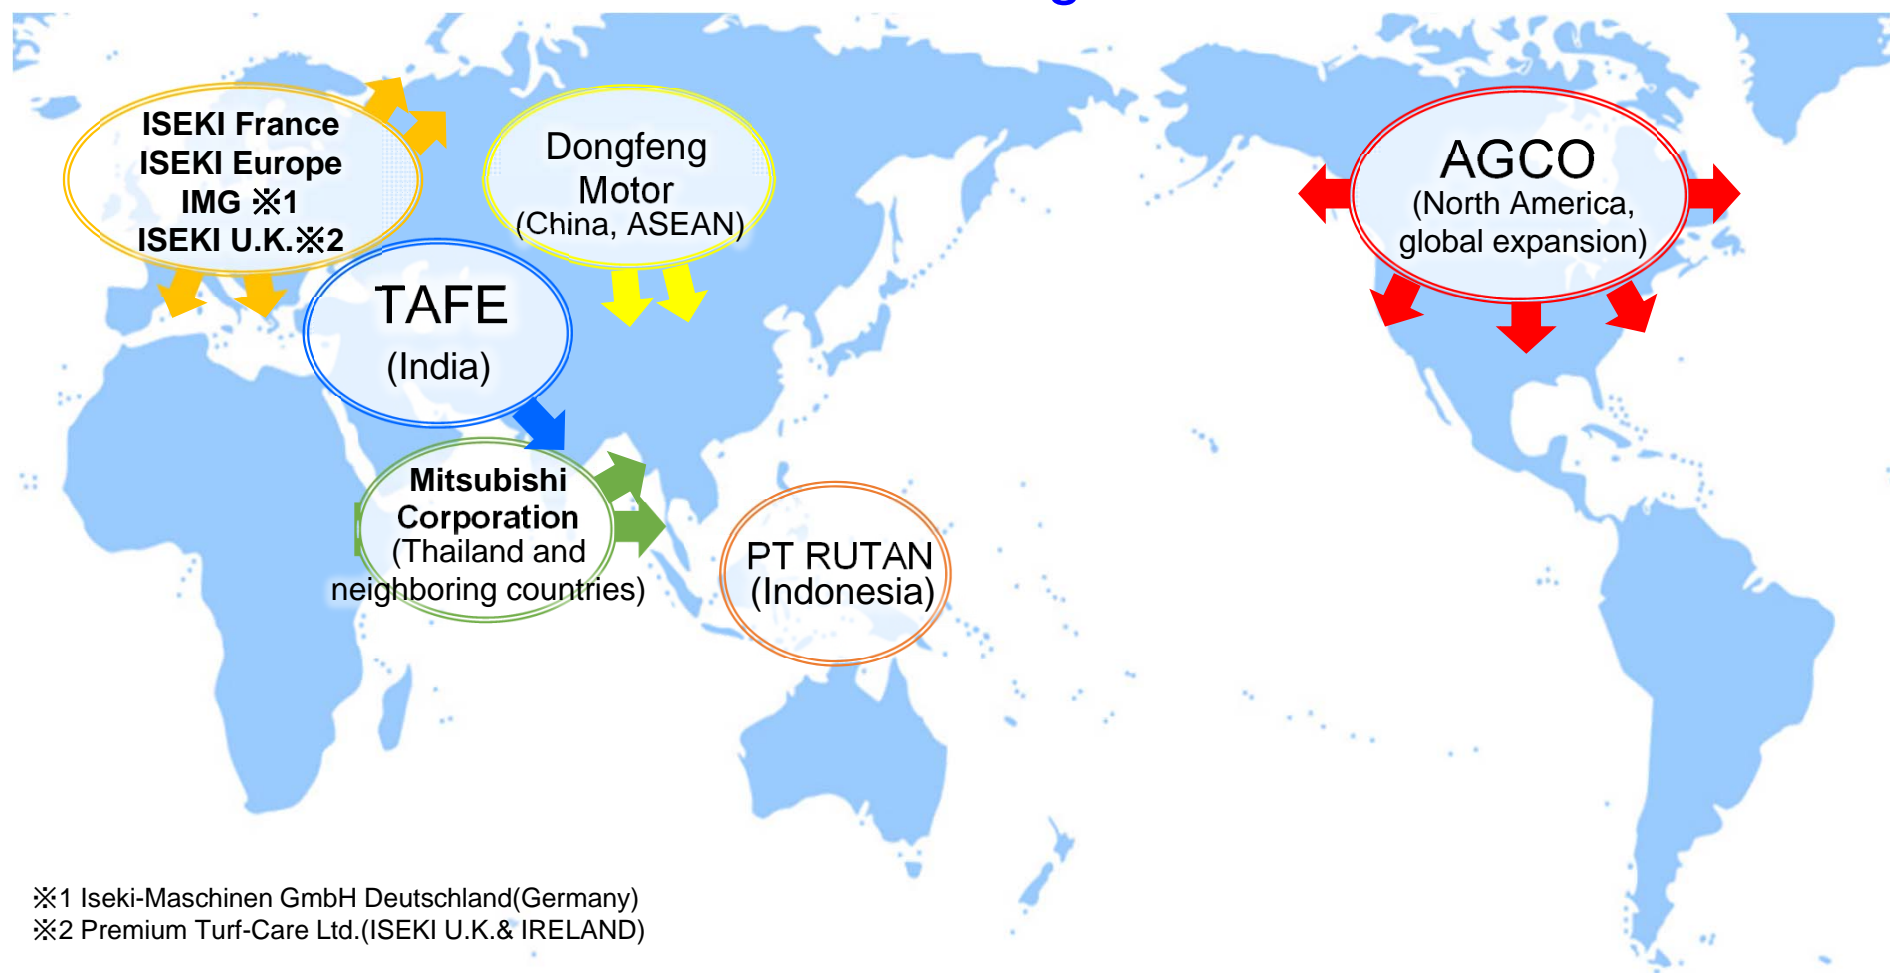 ISEKI France
ISEKI Europe
IMG ※1
ISEKI U.K.※2
Dongfeng
Motor
(China, ASEAN)
AGCO
(North America,
global expansion)
TAFE
(India)
Mitsubishi
Corporation
(Thailand and
neighboring countries)
PT RUTAN
(Indonesia)
※1 Iseki-Maschinen GmbH Deutschland(Germany)
※2 Premium Turf-Care Ltd.(ISEKI U.K.& IRELAND)